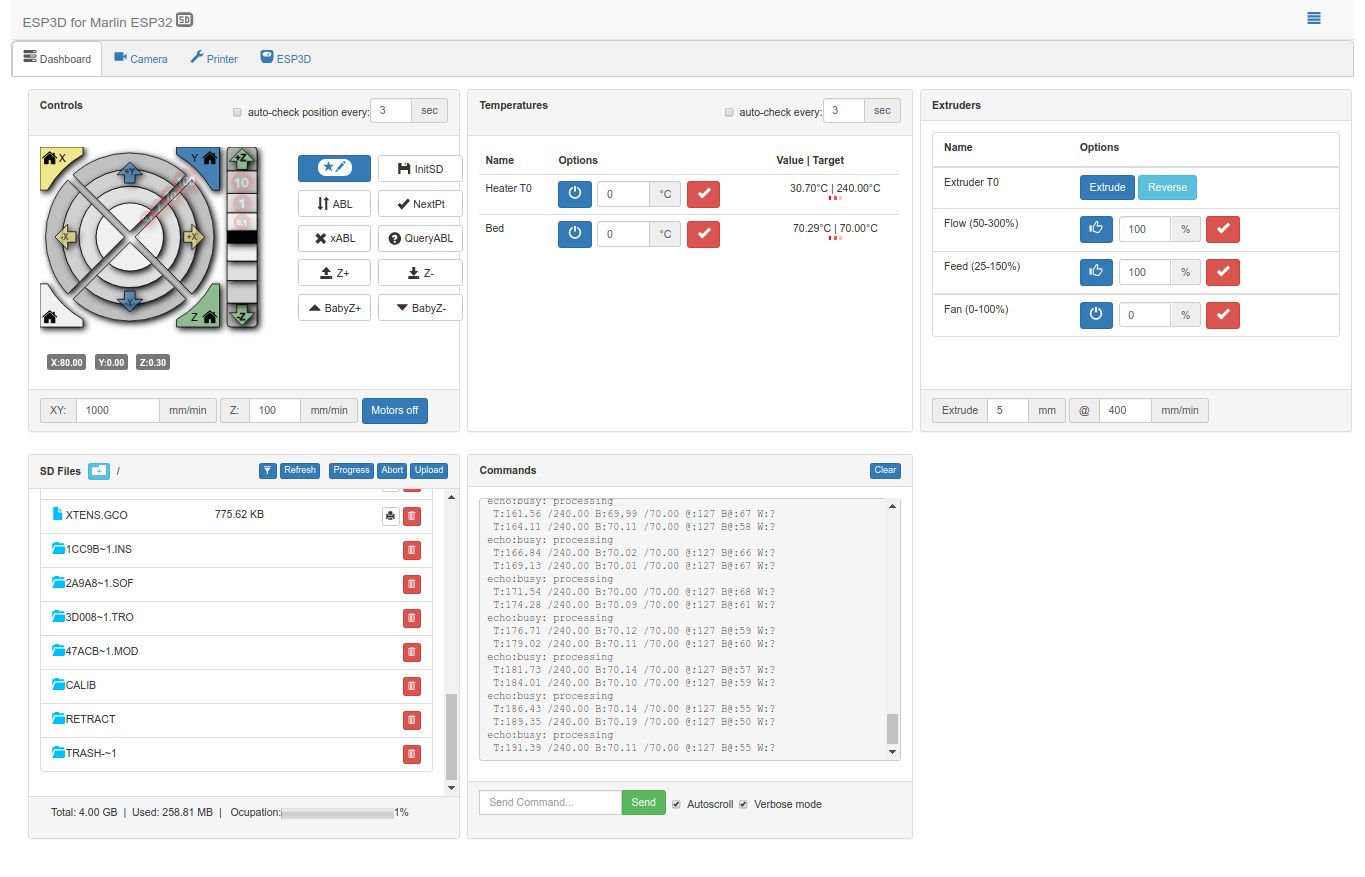 ESP3D for Marlin ESP32 SD
Dashboard Camera Printer ESP3D
Controls auto-check position every: 3 sec
X Y +Z
+Y
10
1
0.1
-X +X
-Y
Z -Z
InitSD
ABL NextPt
xABL QueryABL
Z+ Z-
BabyZ+ BabyZ-
X:80.00 Y:0.00 Z:0.30
XY: 1000 mm/min Z: 100 mm/min Motors off
Temperatures auto-check every: 3 sec
Name Options Value | Target
Heater T0 0 °C 30.70°C | 240.00°C
Bed 0 °C 70.29°C | 70.00°C
Extruders
Name Options
Extruder T0 Extrude Reverse
Flow (50-300%) 100 %
Feed (25-150%) 100 %
Fan (0-100%) 0 %
Extrude 5 mm @ 400 mm/min
SD Files / Refresh Progress Abort Upload
XTENS.GCO 775.62 KB
1CC9B~1.INS
2A9A8~1.SOF
3D008~1.TRO
47ACB~1.MOD
CALIB
RETRACT
TRASH-~1
Total: 4.00 GB | Used: 258.81 MB | Ocupation: 1%
Commands Clear
echo:busy: processing
T:161.56 /240.00 B:69.99 /70.00 @:127 B@:67 W:?
T:164.11 /240.00 B:70.11 /70.00 @:127 B@:58 W:?
echo:busy: processing
T:166.84 /240.00 B:70.02 /70.00 @:127 B@:66 W:?
T:169.13 /240.00 B:70.01 /70.00 @:127 B@:67 W:?
echo:busy: processing
T:171.54 /240.00 B:70.00 /70.00 @:127 B@:68 W:?
T:174.28 /240.00 B:70.09 /70.00 @:127 B@:61 W:?
echo:busy: processing
T:176.71 /240.00 B:70.12 /70.00 @:127 B@:59 W:?
T:179.02 /240.00 B:70.11 /70.00 @:127 B@:60 W:?
echo:busy: processing
T:181.73 /240.00 B:70.14 /70.00 @:127 B@:57 W:?
T:184.01 /240.00 B:70.10 /70.00 @:127 B@:59 W:?
echo:busy: processing
T:186.43 /240.00 B:70.14 /70.00 @:127 B@:55 W:?
T:189.35 /240.00 B:70.19 /70.00 @:127 B@:50 W:?
echo:busy: processing
T:191.39 /240.00 B:70.11 /70.00 @:127 B@:55 W:?
Send Command... Send Autoscroll Verbose mode